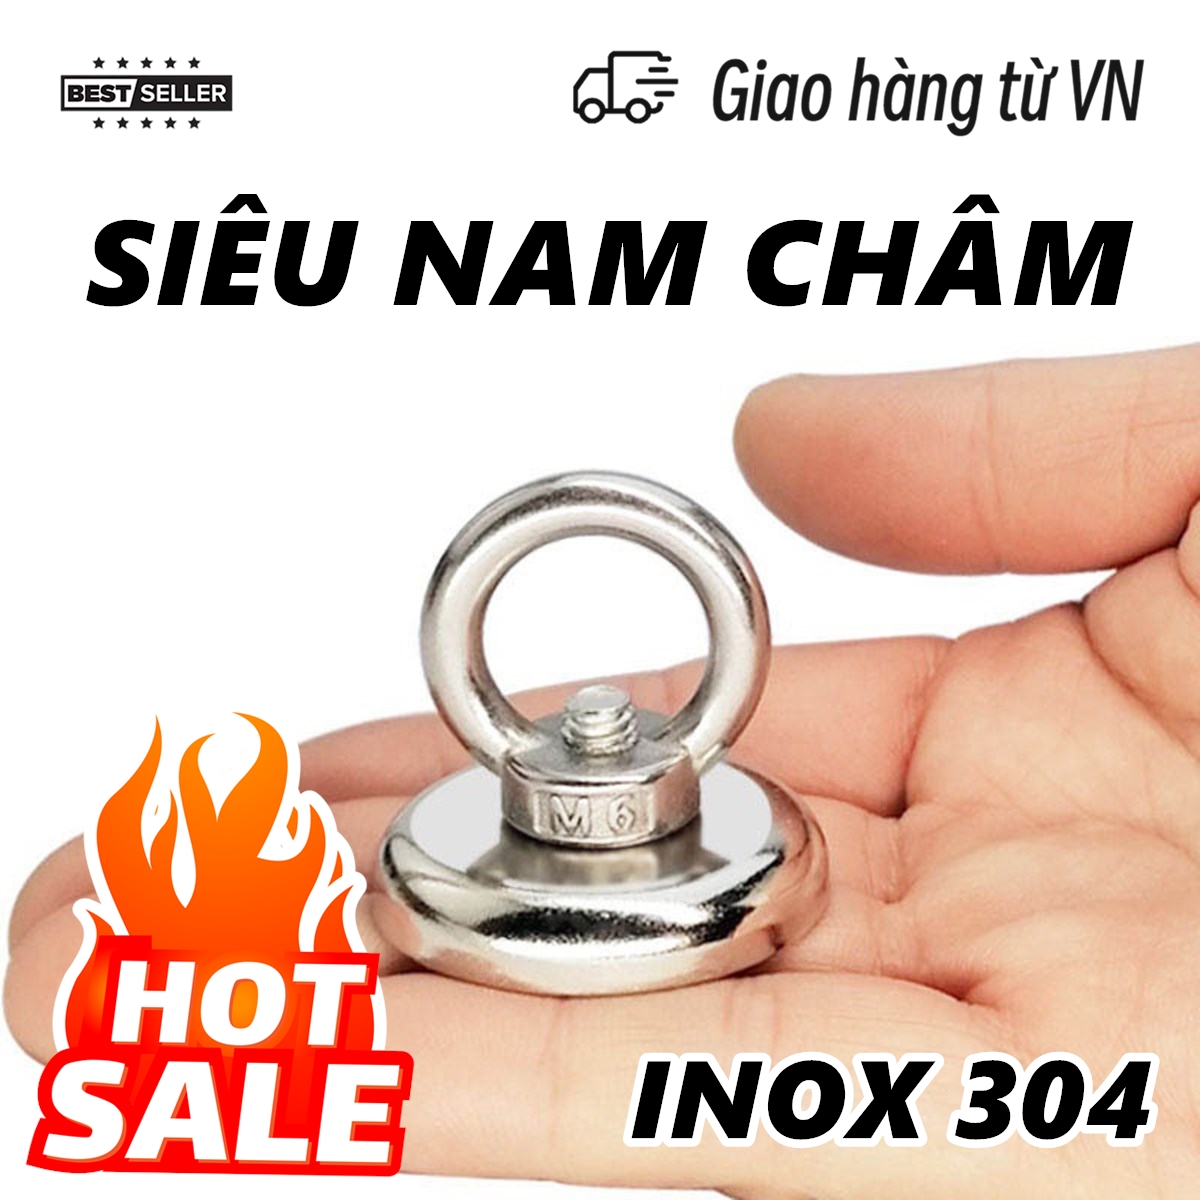 BEST SELLER
Giao hàng từ VN
SIÊU NAM CHÂM
M6
HOT
SALE
INOX 304